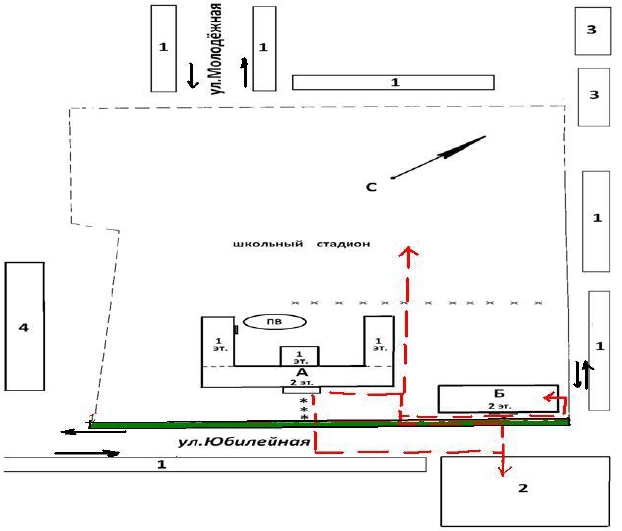 ул.Молодёжная
1
1
1
3
3
С
1
школьный стадион
4
ПВ
1
эт.
1
эт.
1
эт.
А
2 эт.
1
Б
2 эт.
* 
*
*
× × × × × × × × × × ×
ул.Юбилейная
1
2